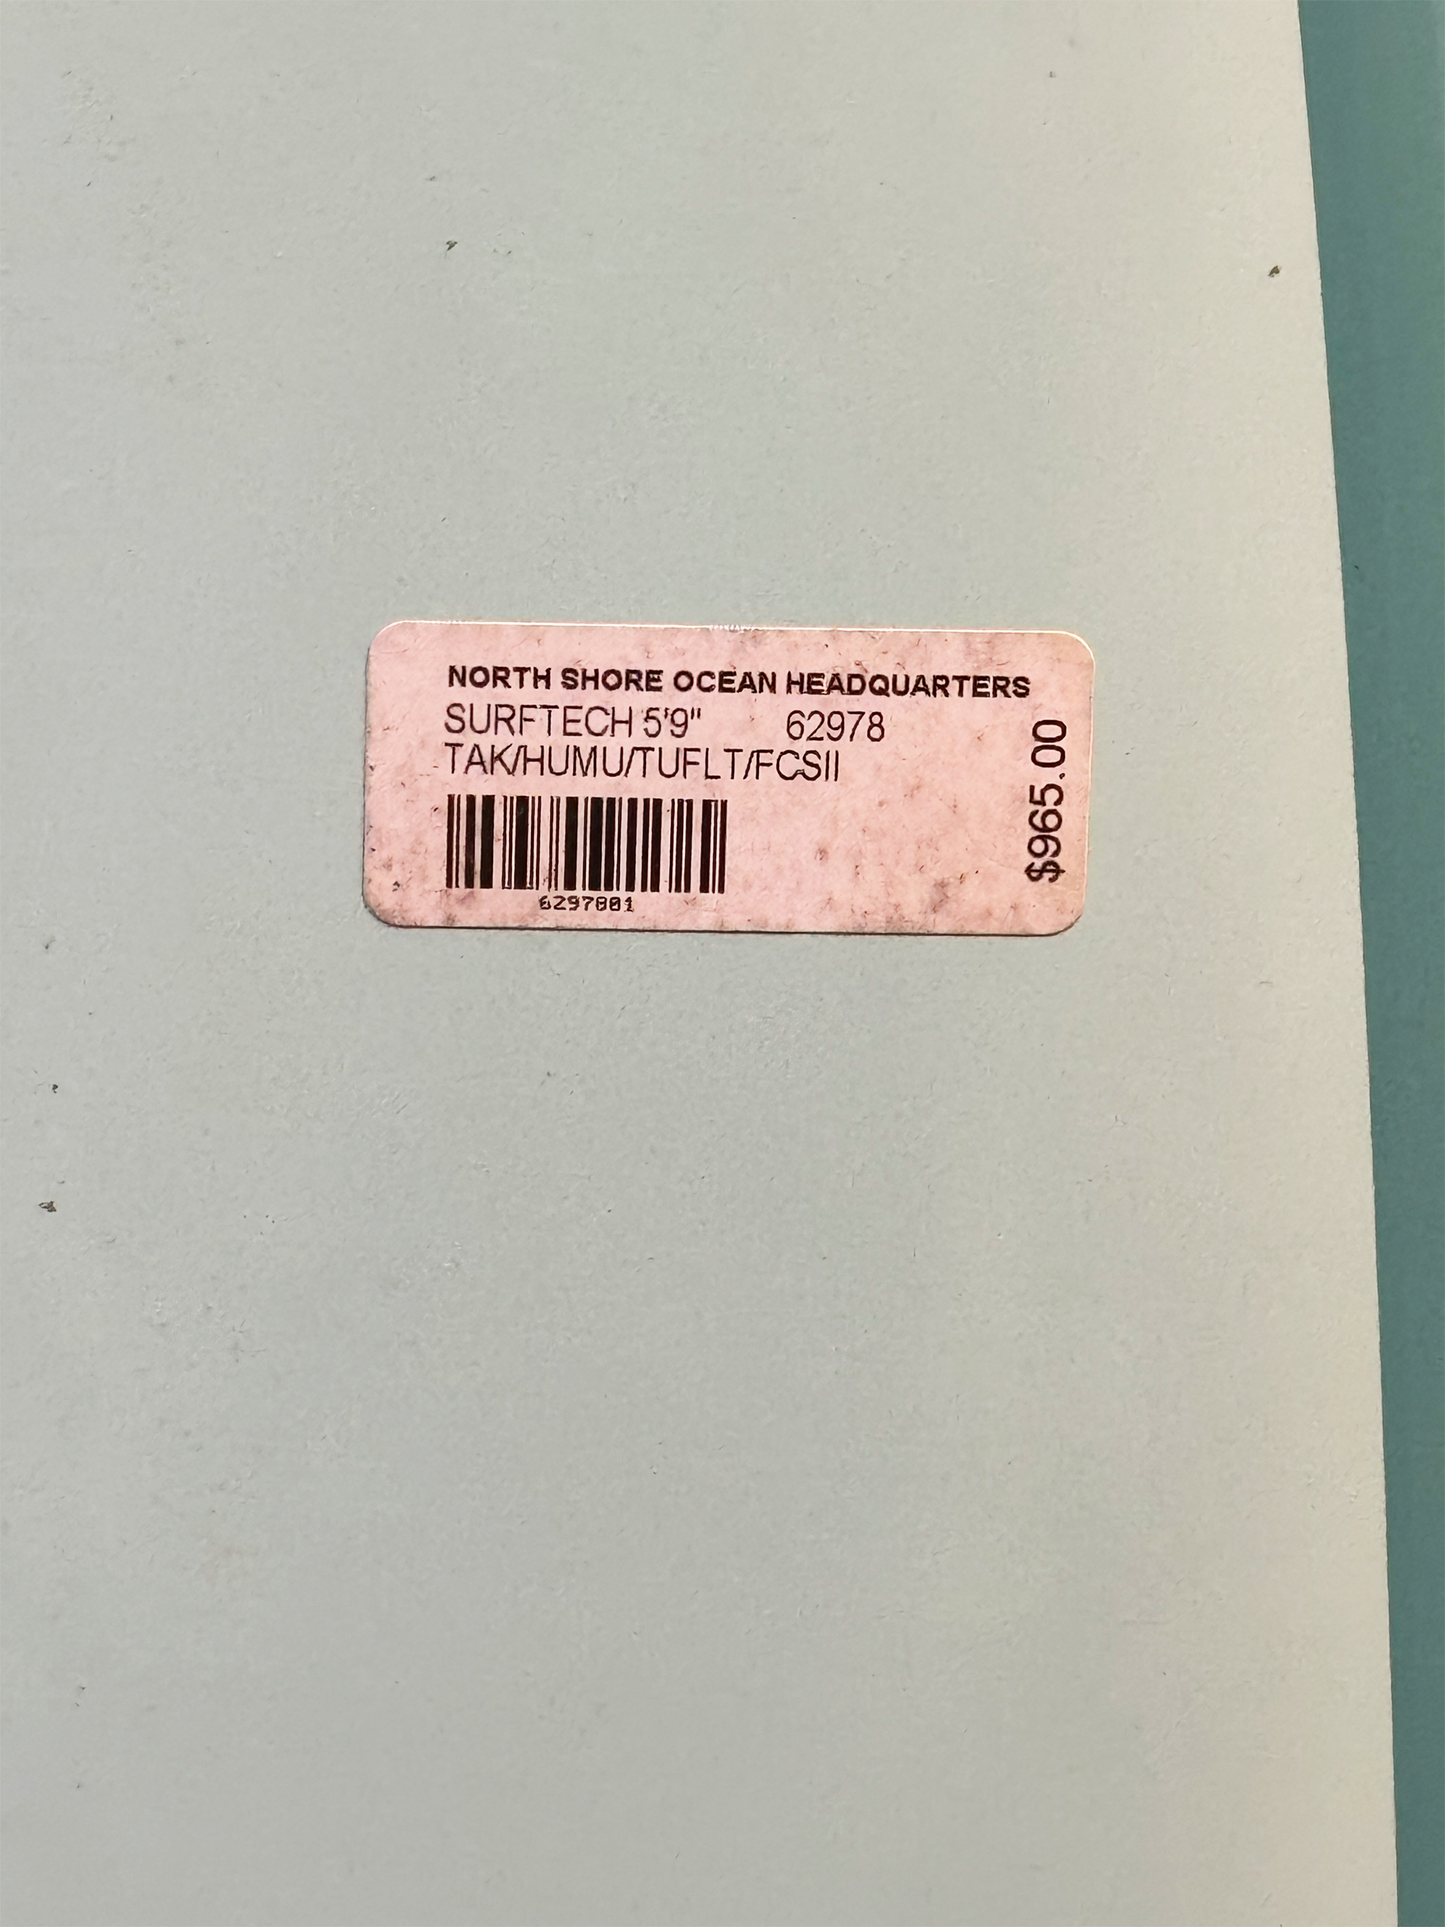 NORTH SHORE OCEAN HEADQUARTERS
SURFTECH 5'9" 62978
TAK/HUMU/TUFLT/FCSII
$965.00
6297801